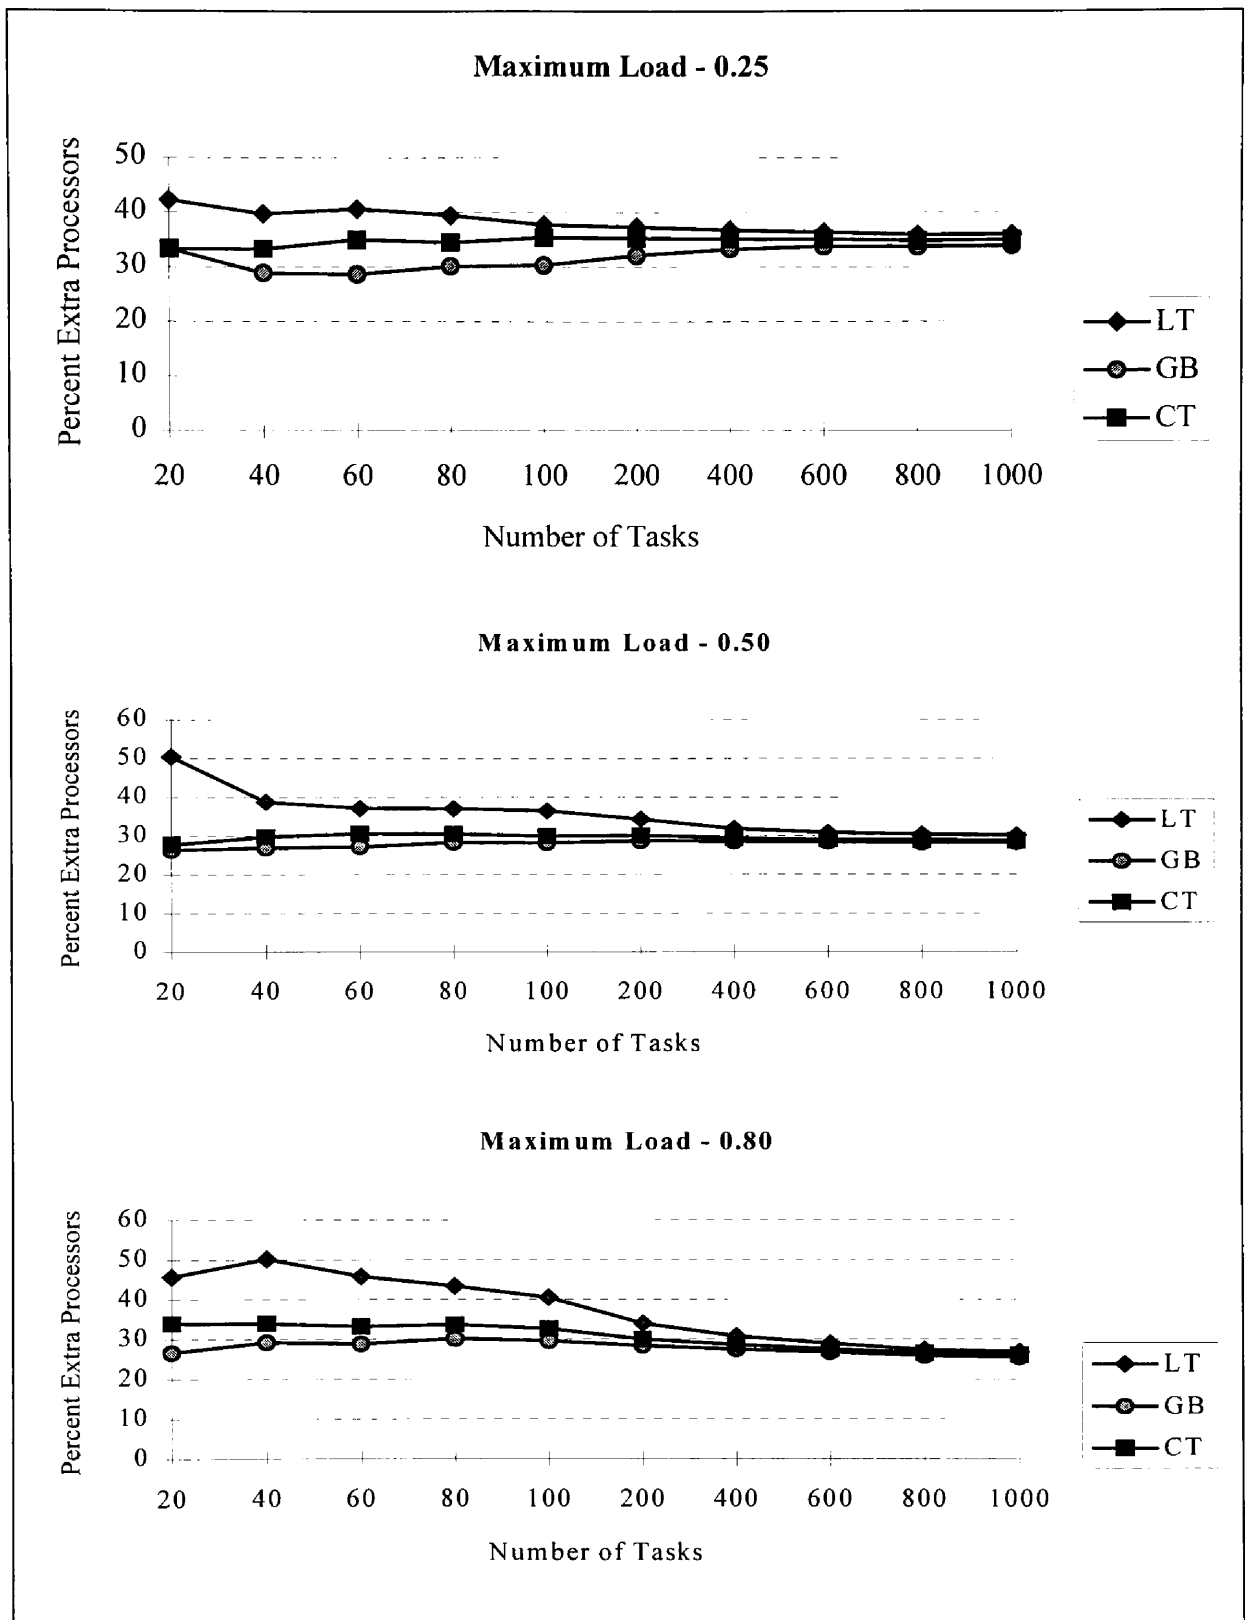 Maximum Load - 0.25
Percent Extra Processors
50
40
30
20
10
0
20 40 60 80 100 200 400 600 800 1000
Number of Tasks
LT
GB
CT
Maximum Load - 0.50
Percent Extra Processors
60
50
40
30
20
10
0
20 40 60 80 100 200 400 600 800 1000
Number of Tasks
LT
GB
CT
Maximum Load - 0.80
Percent Extra Processors
60
50
40
30
20
10
0
20 40 60 80 100 200 400 600 800 1000
Number of Tasks
LT
GB
CT